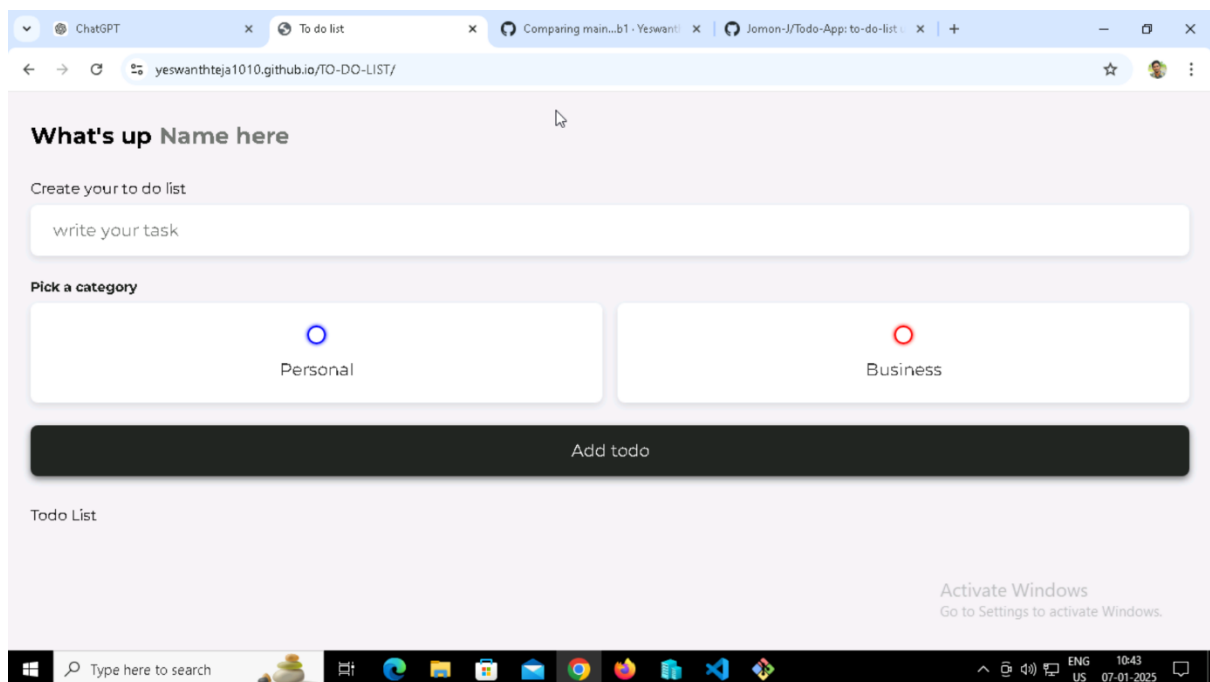 ChatGPT
To do list
Comparing main...b1 · Yeswant
Jomon-J/Todo-App: to-do-list
yeswanthteja1010.github.io/TO-DO-LIST/
What's up Name here
Create your to do list
write your task
Pick a category
Personal
Business
Add todo
Todo List
Activate Windows
Go to Settings to activate Windows.
Type here to search
ENG
US
10:43
07-01-2025